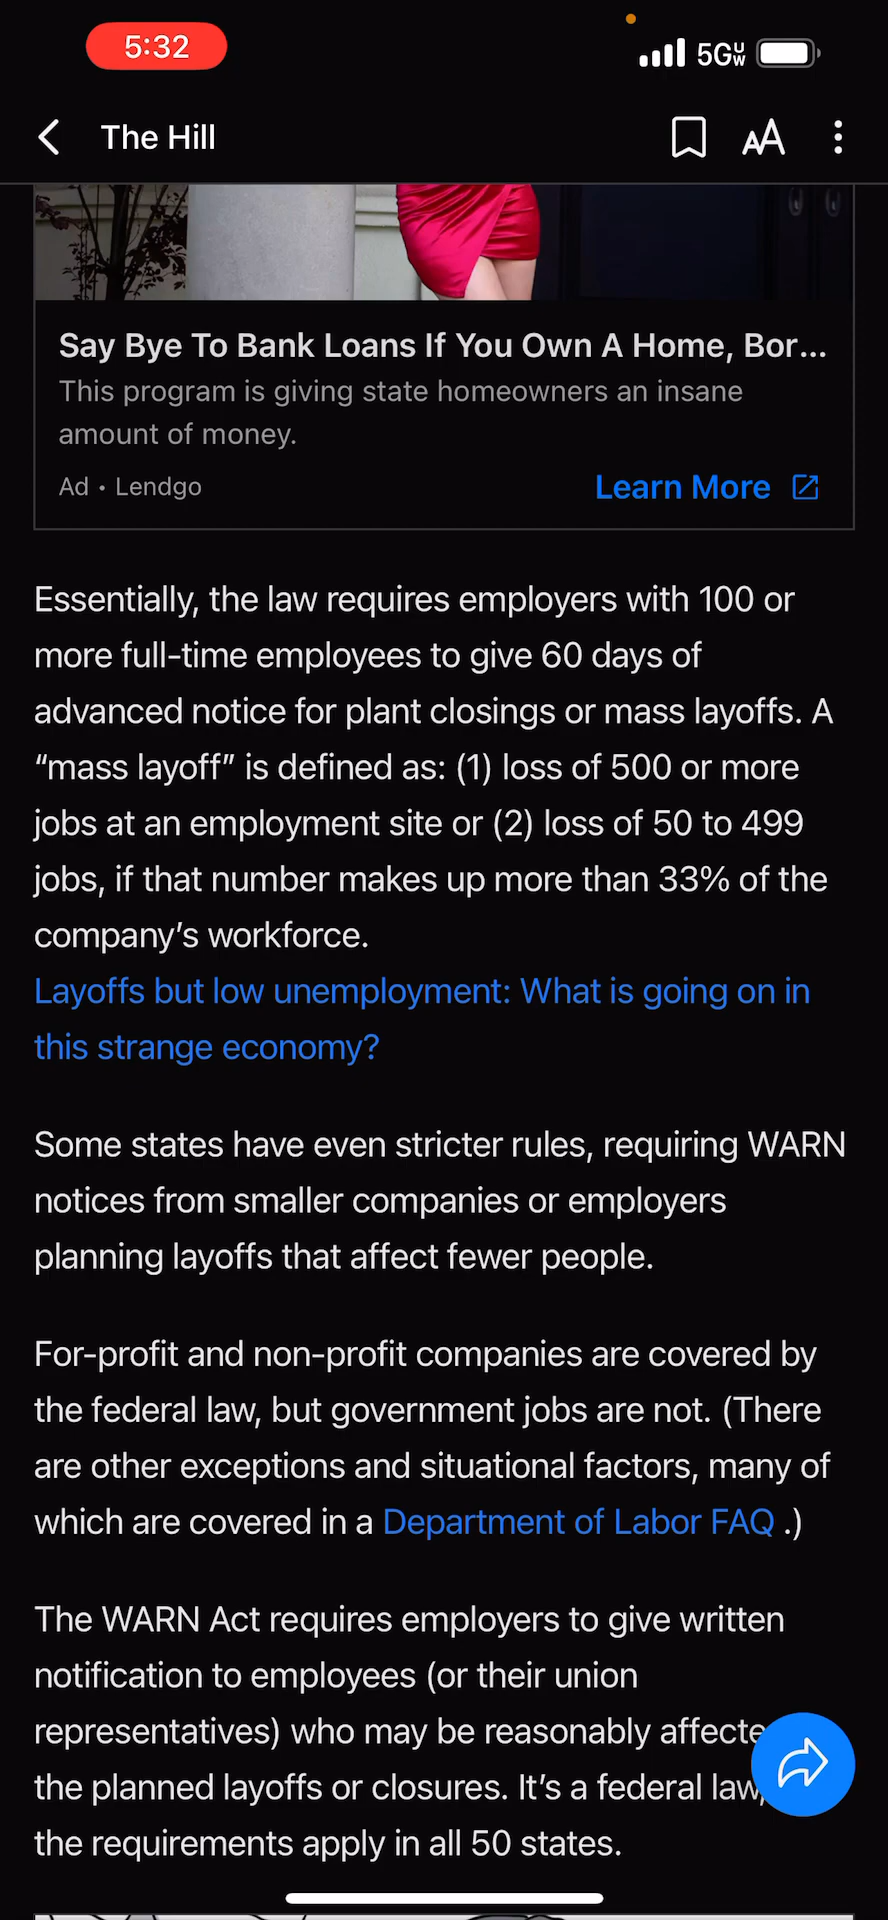 5:32
5G UW
The Hill
AA
Say Bye To Bank Loans If You Own A Home, Bor...
This program is giving state homeowners an insane
amount of money.
Ad • Lendgo
Learn More
Essentially, the law requires employers with 100 or
more full-time employees to give 60 days of
advanced notice for plant closings or mass layoffs. A
“mass layoff” is defined as: (1) loss of 500 or more
jobs at an employment site or (2) loss of 50 to 499
jobs, if that number makes up more than 33% of the
company’s workforce.
Layoffs but low unemployment: What is going on in
this strange economy?
Some states have even stricter rules, requiring WARN
notices from smaller companies or employers
planning layoffs that affect fewer people.
For-profit and non-profit companies are covered by
the federal law, but government jobs are not. (There
are other exceptions and situational factors, many of
which are covered in a Department of Labor FAQ .)
The WARN Act requires employers to give written
notification to employees (or their union
representatives) who may be reasonably affecte
the planned layoffs or closures. It’s a federal law,
the requirements apply in all 50 states.